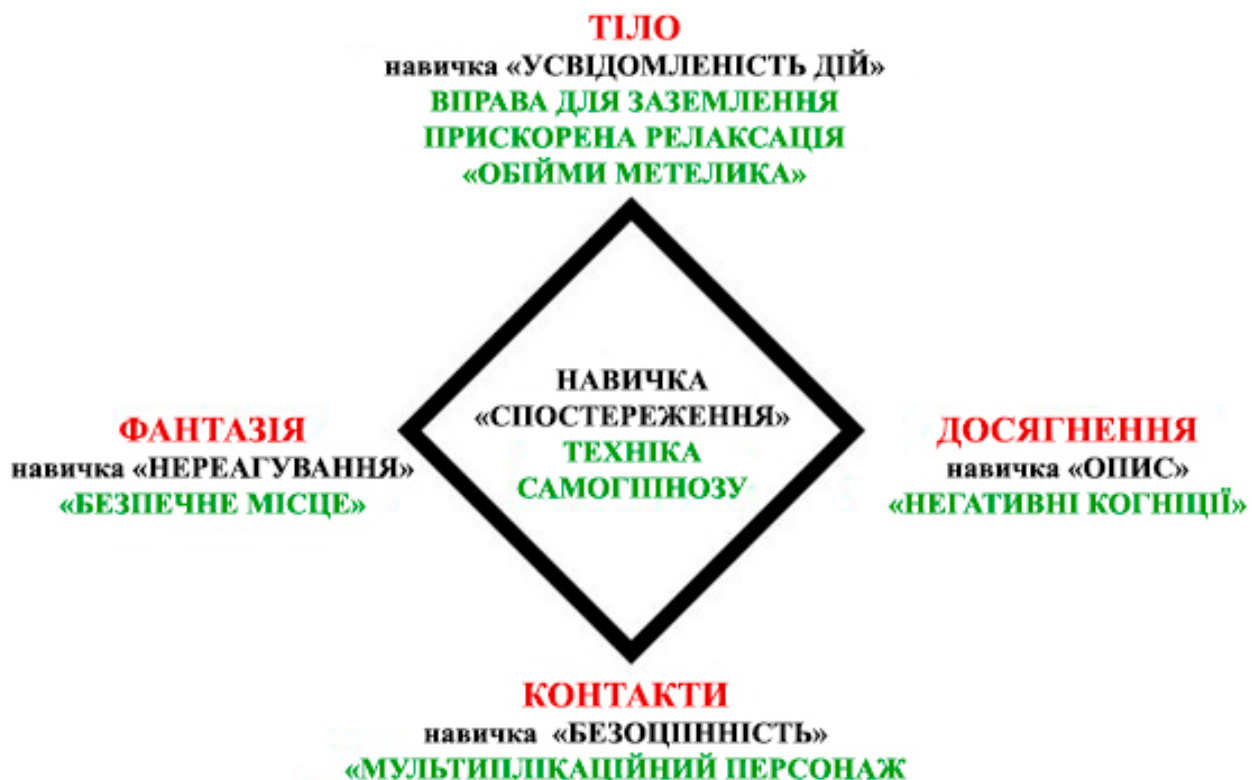 ТІЛО
навичка «УСВІДОМЛЕНІСТЬ ДІЙ»
ВПРАВА ДЛЯ ЗАЗЕМЛЕННЯ
ПРИСКОРЕНА РЕЛАКСАЦІЯ
«ОБІЙМИ МЕТЕЛИКА»
НАВИЧКА
«СПОСТЕРЕЖЕННЯ»
ТЕХНІКА
САМОГІПНОЗУ
ФАНТАЗІЯ
навичка «НЕРЕАГУВАННЯ»
«БЕЗПЕЧНЕ МІСЦЕ»
ДОСЯГНЕННЯ
навичка «ОПИС»
«НЕГАТИВНІ КОГНІЦІЇ»
КОНТАКТИ
навичка «БЕЗОЦІННІСТЬ»
«МУЛЬТИПЛІКАЦІЙНИЙ ПЕРСОНАЖ